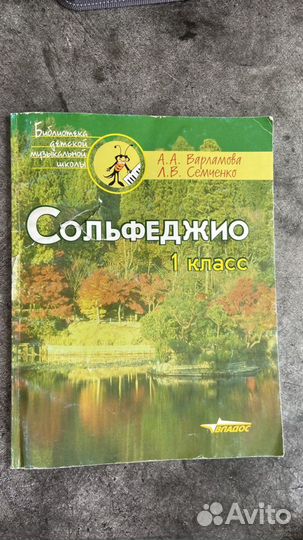 Библиотека
детской
музыкальной
школы
А.А. Варламова
Л.В. Семченко
Сольфеджио
1 класс
ВЛАДОС
Avito